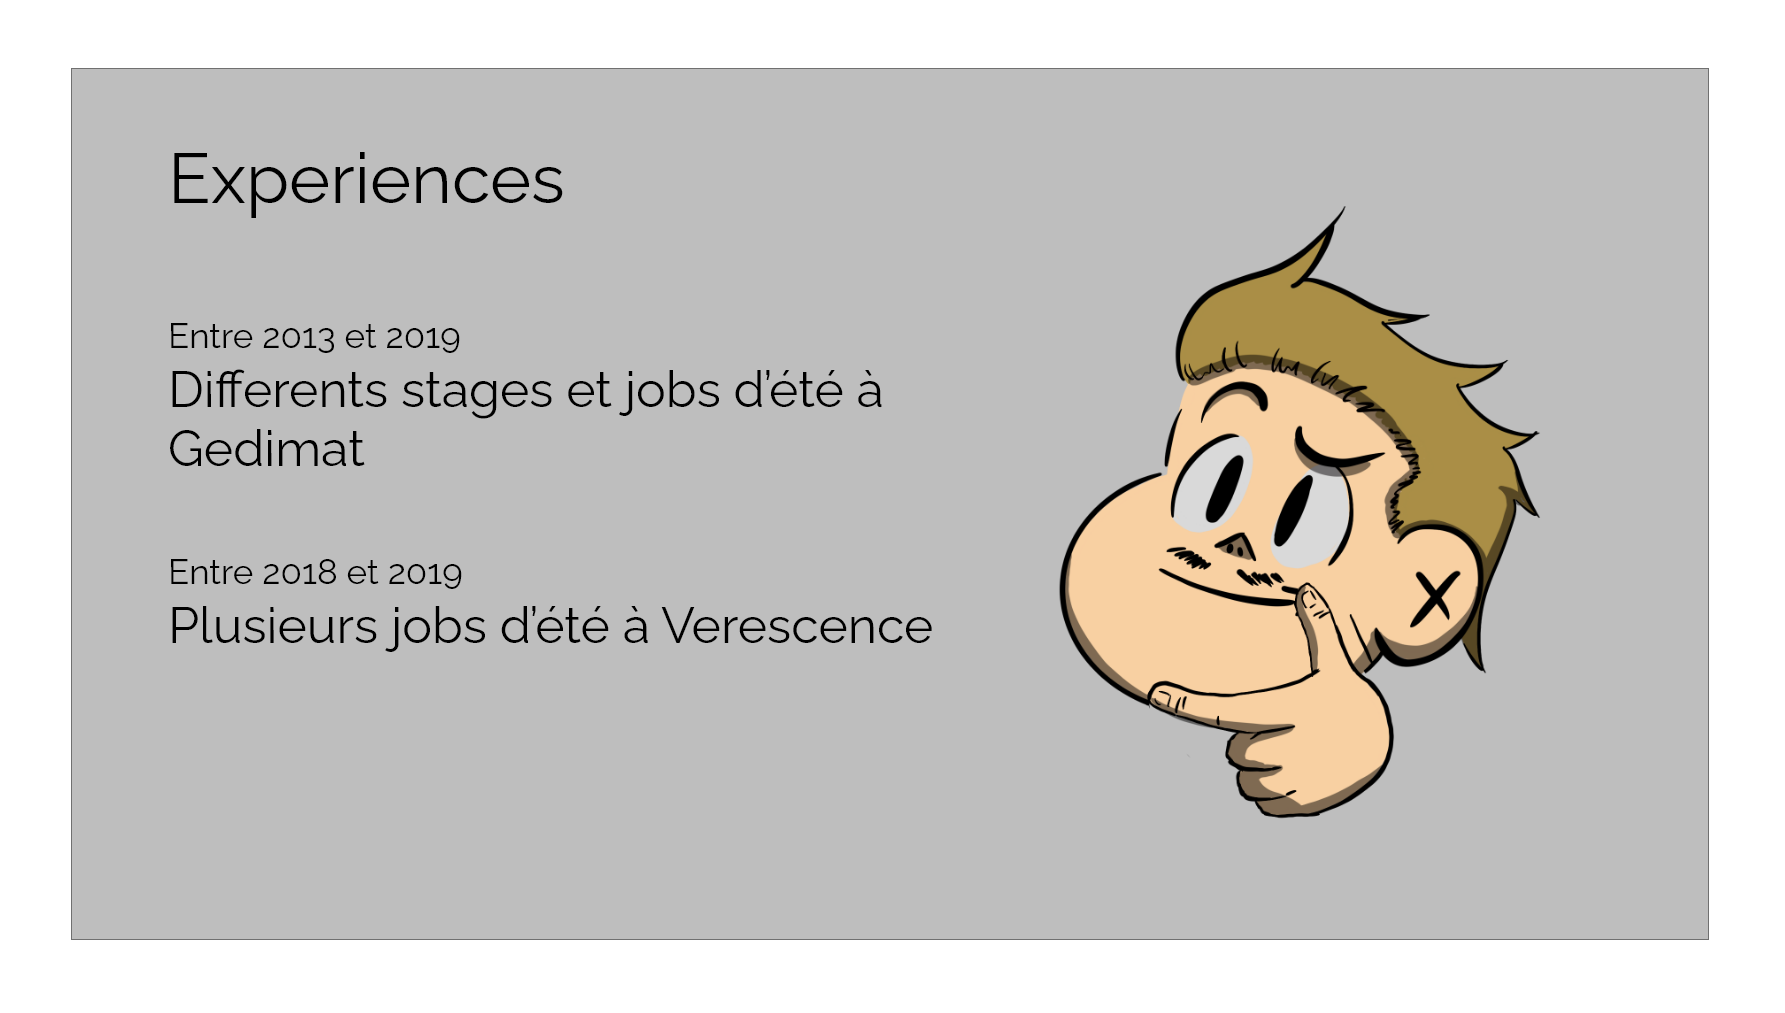 Experiences
Entre 2013 et 2019
Differents stages et jobs d’été à
Gedimat
Entre 2018 et 2019
Plusieurs jobs d’été à Verescence